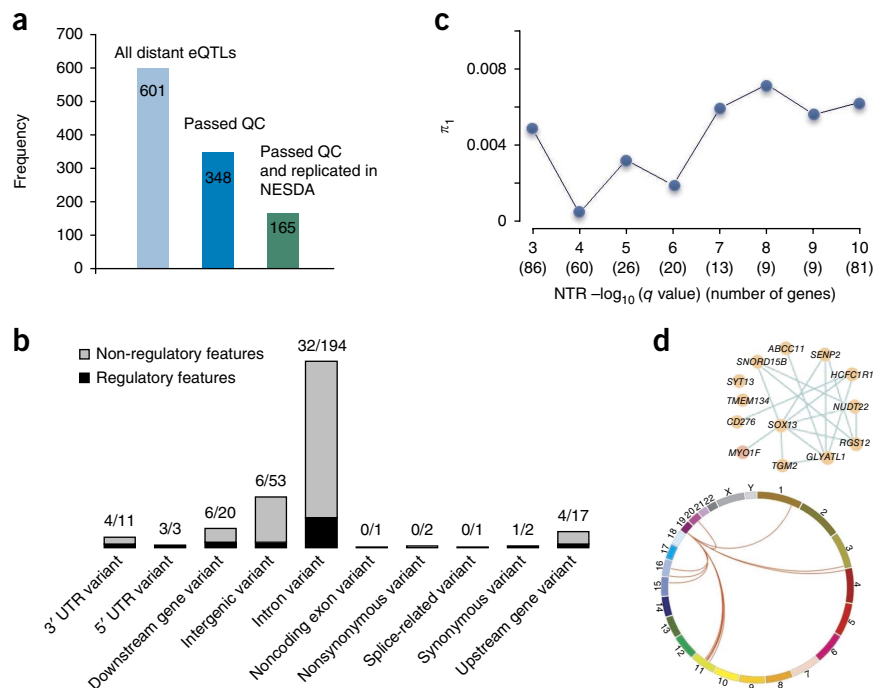 a
700
600
500
400
300
200
100
0
Frequency
All distant eQTLs
601
Passed QC
348
Passed QC
and replicated in
NESDA
165
c
0.008
0.004
0
π1
3 4 5 6 7 8 9 9 10
(86) (60) (26) (20) (13) (9) (9) (81)
NTR –log10 (q value) (number of genes)
b
Non-regulatory features
Regulatory features
4/11
3/3
6/20
6/53
32/194
0/1
0/2
0/1
1/2
4/17
3′ UTR variant
5′ UTR variant
Downstream gene variant
Intergenic variant
Intron variant
Noncoding exon variant
Nonsynonymous variant
Splice-related variant
Synonymous variant
Upstream gene variant
d
ABCC11
SNORD15B
SENP2
HCFC1R1
SYT13
TMEM134
NUDT22
CD276
SOX13
RGS12
MYO1F
GLYATL1
TGM2
1
2
3
4
5
6
7
8
9
10
11
12
13
14
15
16
17
18
19
20
21
22
X
Y